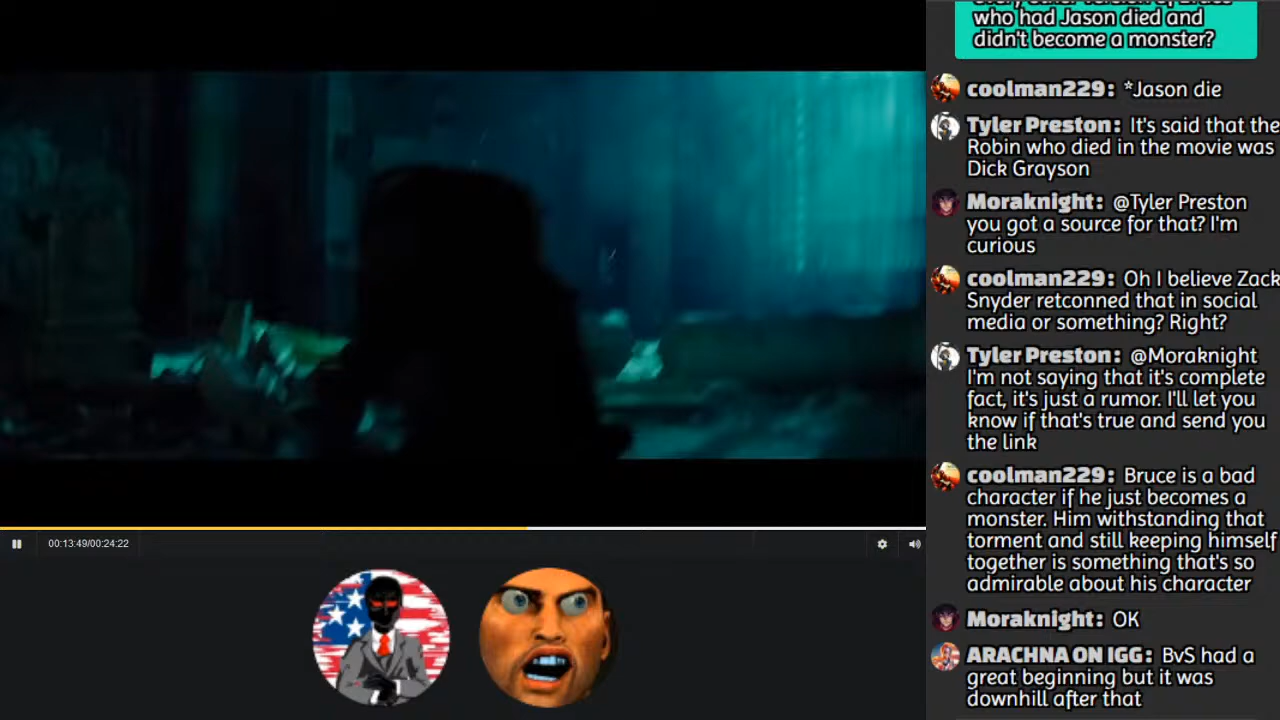 who had Jason died and
didn't become a monster?
coolman229: *Jason die
Tyler Preston: It's said that the
Robin who died in the movie was
Dick Grayson
Moraknight: @Tyler Preston
you got a source for that? I'm
curious
coolman229: Oh I believe Zack
Snyder retconned that in social
media or something? Right?
Tyler Preston: @Moraknight
I'm not saying that it's complete
fact, it's just a rumor. I'll let you
know if that's true and send you
the link
coolman229: Bruce is a bad
character if he just becomes a
monster. Him withstanding that
torment and still keeping himself
together is something that's so
admirable about his character
Moraknight: OK
ARACHNA ON IGG: BvS had a
great beginning but it was
downhill after that
00:13:49/00:24:22